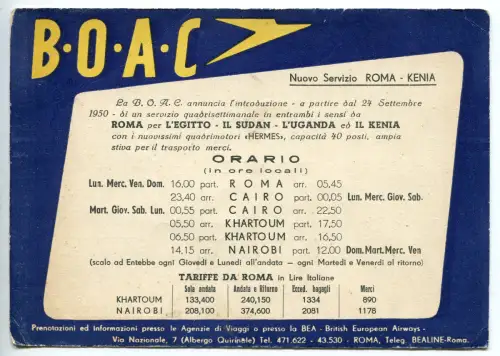 B·O·A·C
Nuovo Servizio ROMA - KENIA
La B. O. A. C. annuncia l'introduzione - a partire dal 24 Settembre
1950 - di un servizio quadrisettimanale in entrambi i sensi da
ROMA per L'EGITTO - IL SUDAN - L'UGANDA ed IL KENIA
con i nuovissimi quadrimotori «HERMES», capacità 40 posti, ampia
stiva per il trasporto merci.
ORARIO
(in ore locali)
Lun. Merc. Ven. Dom. 16.00 part. ROMA arr. 05,45
23,40 arr. CAIRO part. 00,05 Lun. Merc. Giov. Sab.
Mart. Giov. Sab. Lun. 00,55 part. CAIRO arr. 22,50
05,50 arr. KHARTOUM part. 17,50
06,50 part. KHARTOUM arr. 16,50
14,15 arr. NAIROBI part. 12.00 Dom. Mart. Merc. Ven
(scalo ad Entebbe ogni Giovedì e Lunedì all'andata - ogni Martedì e Venerdì al ritorno)
TARIFFE DA ROMA in Lire Italiane
Sola andata Andata e RitornoEcced. bagagli Merci
KHARTOUM 133,400 240,150 1334 890
NAIROBI 208,100 374,600 2081 1178
Prenotazioni ed Informazioni presso le Agenzie di Viaggi o presso la BEA - British European Airways -
Via Nazionale, 7 (Albergo Quirinale) Tel. 471.622 - 43.530 - ROMA, Teleg. BEALINE-Roma.